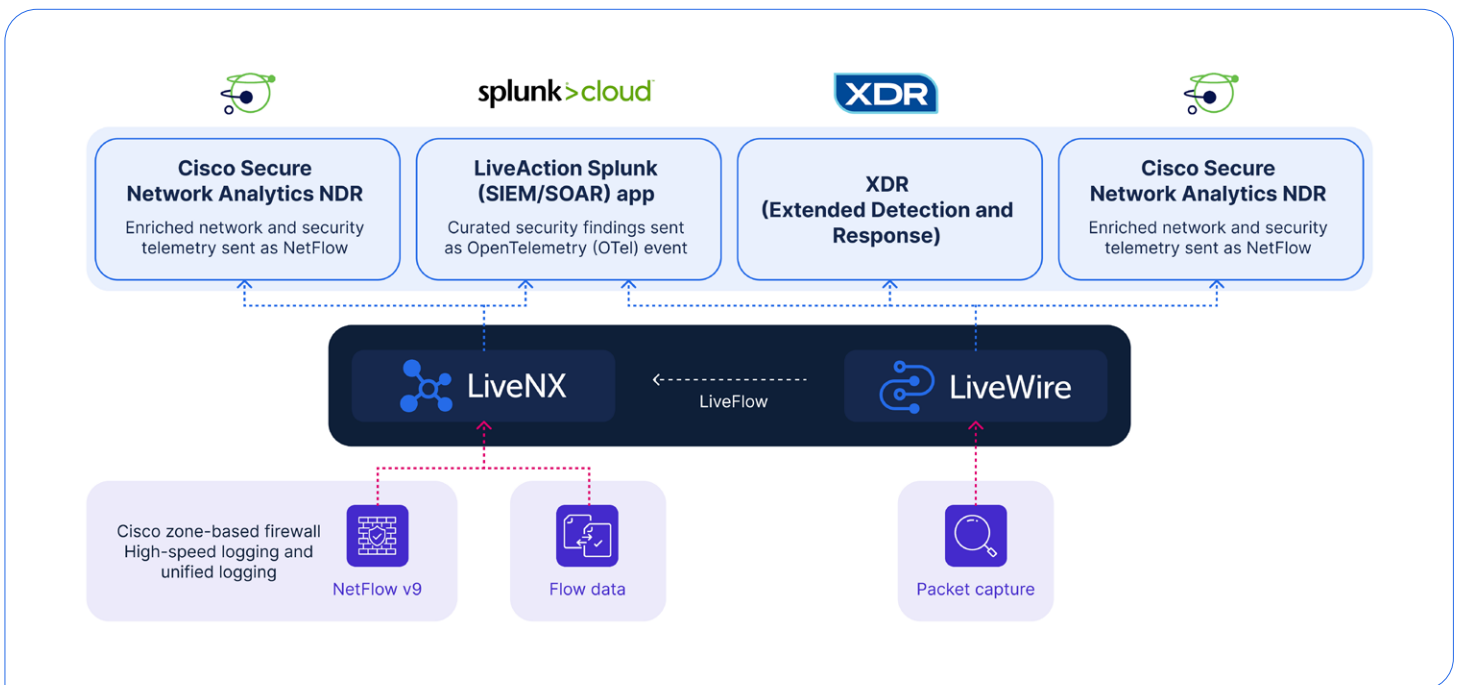 splunk>cloud
XDR
Cisco Secure
Network Analytics NDR
Enriched network and security
telemetry sent as NetFlow
LiveAction Splunk
(SIEM/SOAR) app
Curated security findings sent
as OpenTelemetry (OTel) event
XDR
(Extended Detection and
Response)
Cisco Secure
Network Analytics NDR
Enriched network and security
telemetry sent as NetFlow
LiveNX
LiveFlow
LiveWire
Cisco zone-based firewall
High-speed logging and
unified logging
NetFlow v9
Flow data
Packet capture